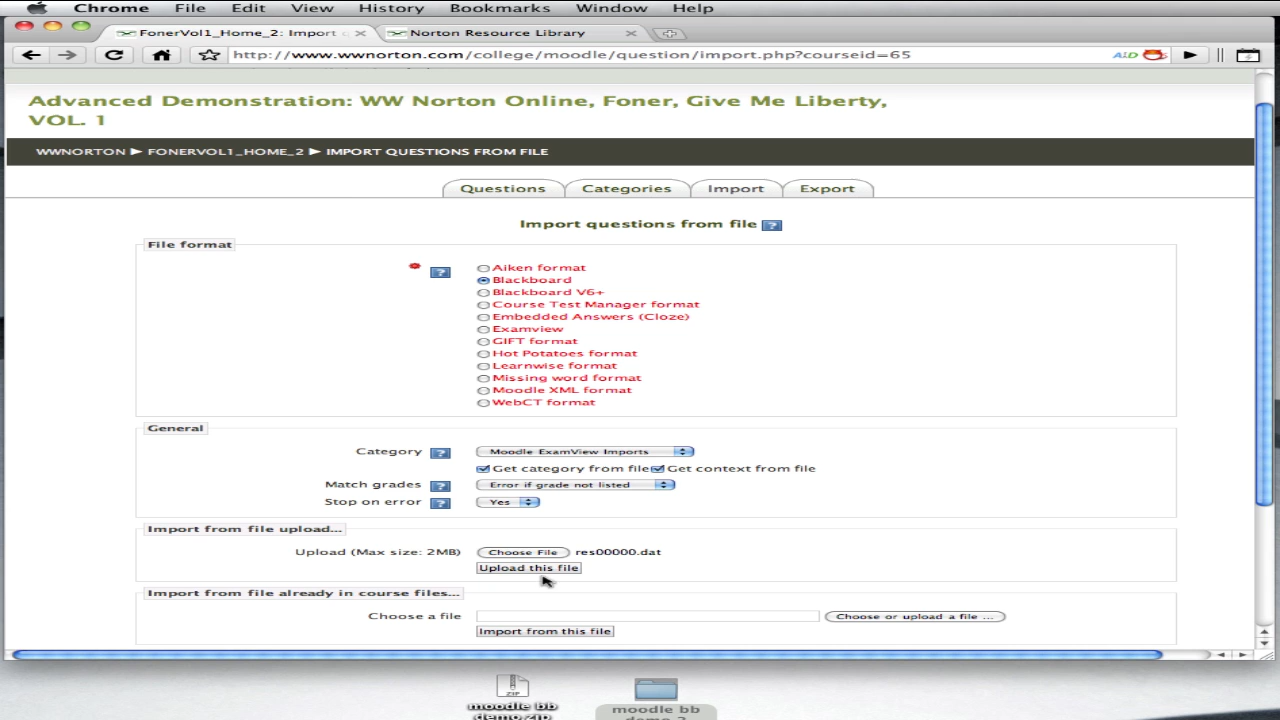 Chrome File Edit View History Bookmarks Window Help
FonerVol1_Home_2: Import
Norton Resource Library
http://www.wwnorton.com/college/moodle/question/import.php?courseid=65
Advanced Demonstration: WW Norton Online, Foner, Give Me Liberty,
VOL. 1
WWNORTON ► FONERVOL1_HOME_2 ► IMPORT QUESTIONS FROM FILE
Questions Categories Import Export
Import questions from file ?
File format
? Aiken format
Blackboard
Blackboard V6+
Course Test Manager format
Embedded Answers (Cloze)
Examview
GIFT format
Hot Potatoes format
Learnwise format
Missing word format
Moodle XML format
WebCT format
General
Category ? Moodle ExamView Imports
Get category from file Get context from file
Match grades ? Error if grade not listed
Stop on error ? Yes
Import from file upload...
Upload (Max size: 2MB) Choose File res00000.dat
Upload this file
Import from file already in course files...
Choose a file Choose or upload a file ...
Import from this file
ZIP
moodle bb
demo.zip
moodle bb
demo 2